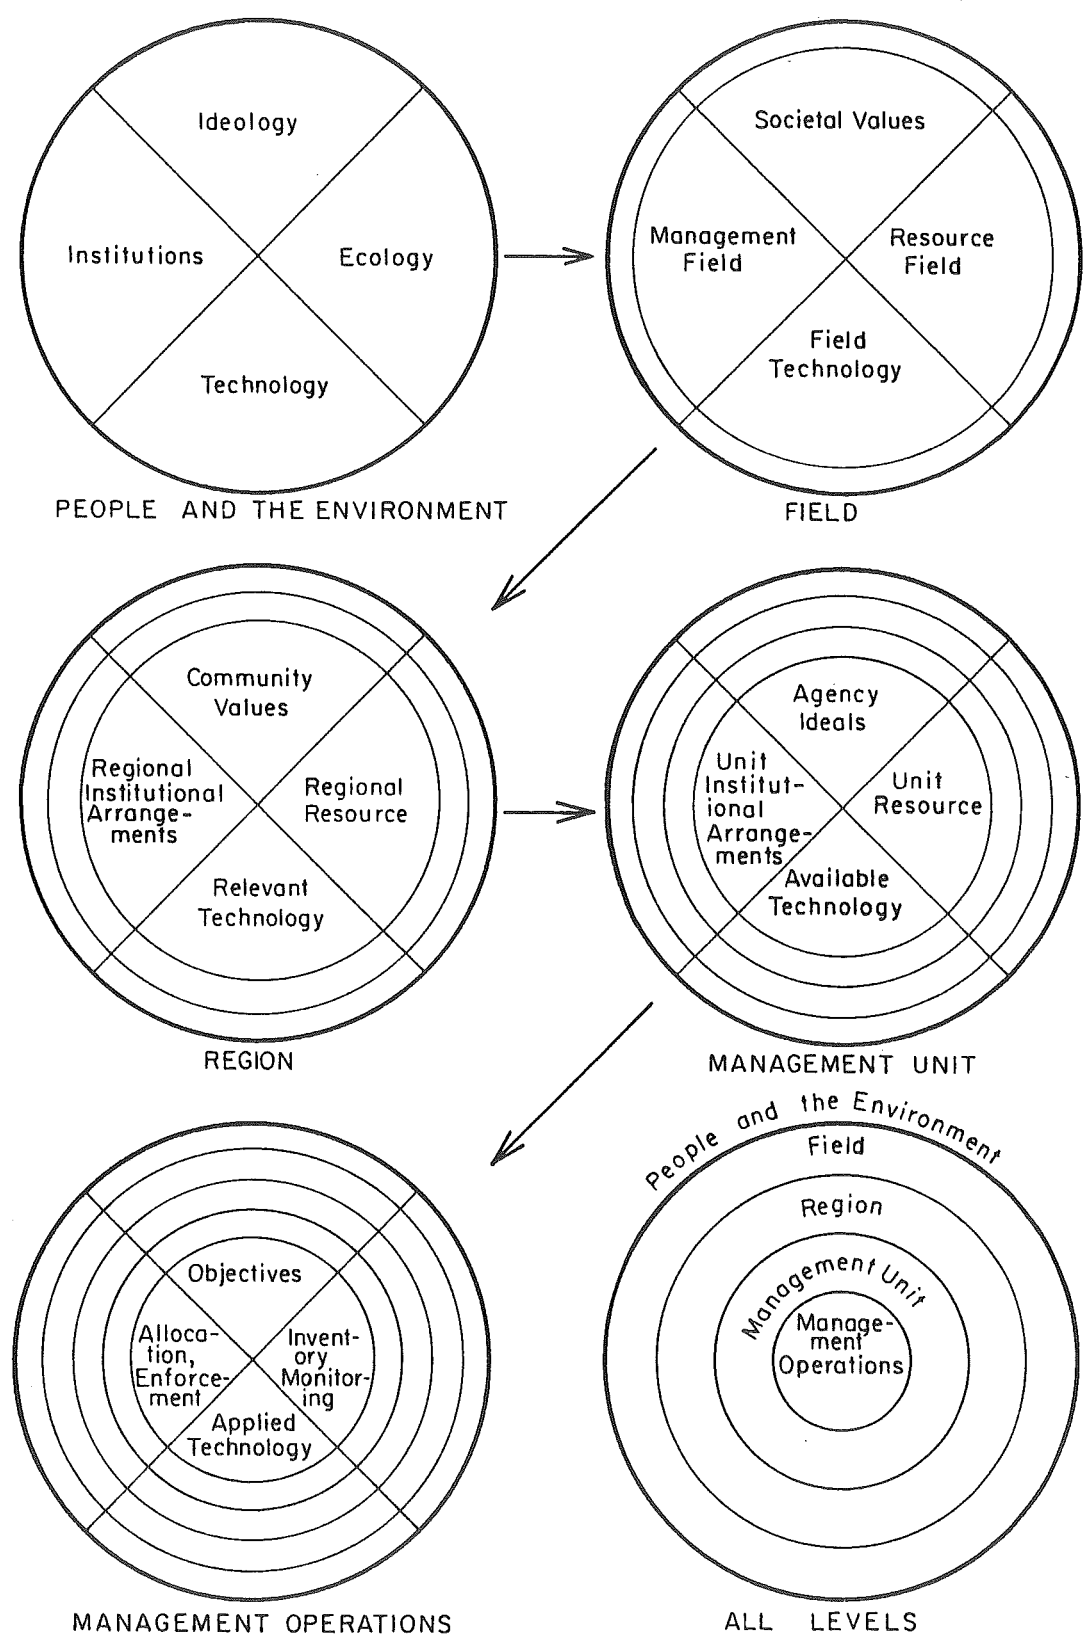 Ideology
Institutions
Ecology
Technology
PEOPLE AND THE ENVIRONMENT
Societal Values
Management
Field
Resource
Field
Field
Technology
FIELD
Community
Values
Regional
Institutional
Arrange-
ments
Regional
Resource
Relevant
Technology
REGION
Agency
Ideals
Unit
Institut-
ional
Arrange-
ments
Unit
Resource
Available
Technology
MANAGEMENT UNIT
Objectives
Alloca-
tion,
Enforce-
ment
Invent-
ory
Monitor-
ing
Applied
Technology
MANAGEMENT OPERATIONS
People and the Environment
Field
Region
Management Unit
Manage-
ment
Operations
ALL LEVELS